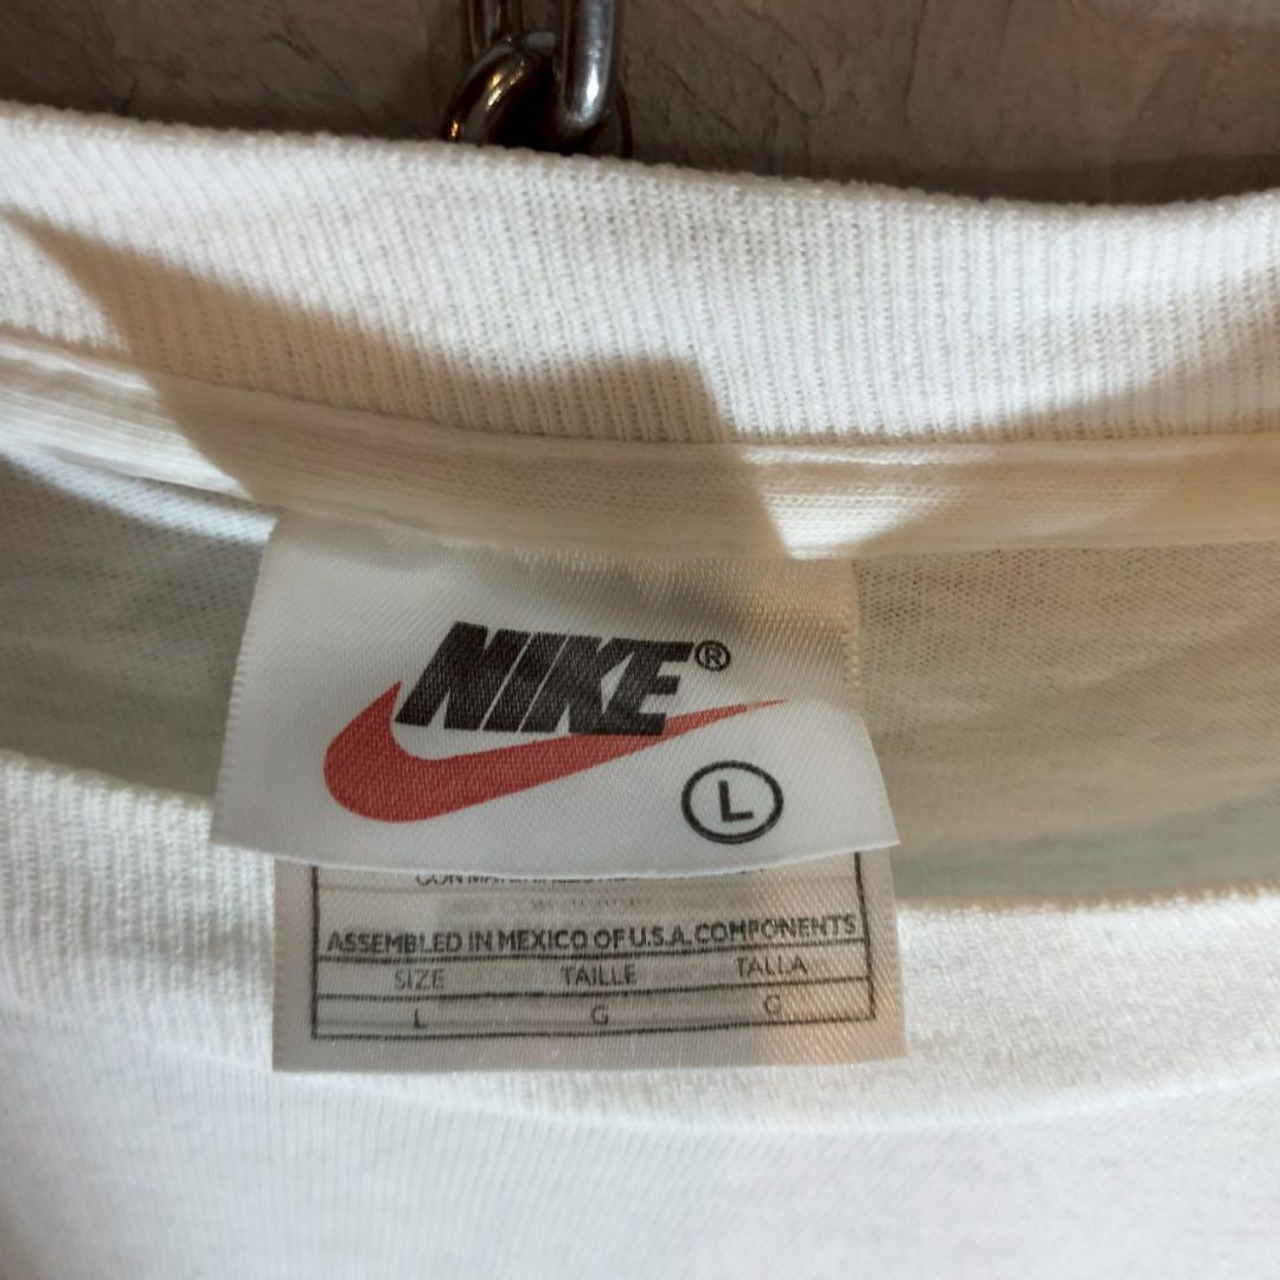 NIKE®
L
ASSEMBLED IN MEXICO OF U.S.A. COMPONENTS
SIZE TAILLE TALLA
L G G